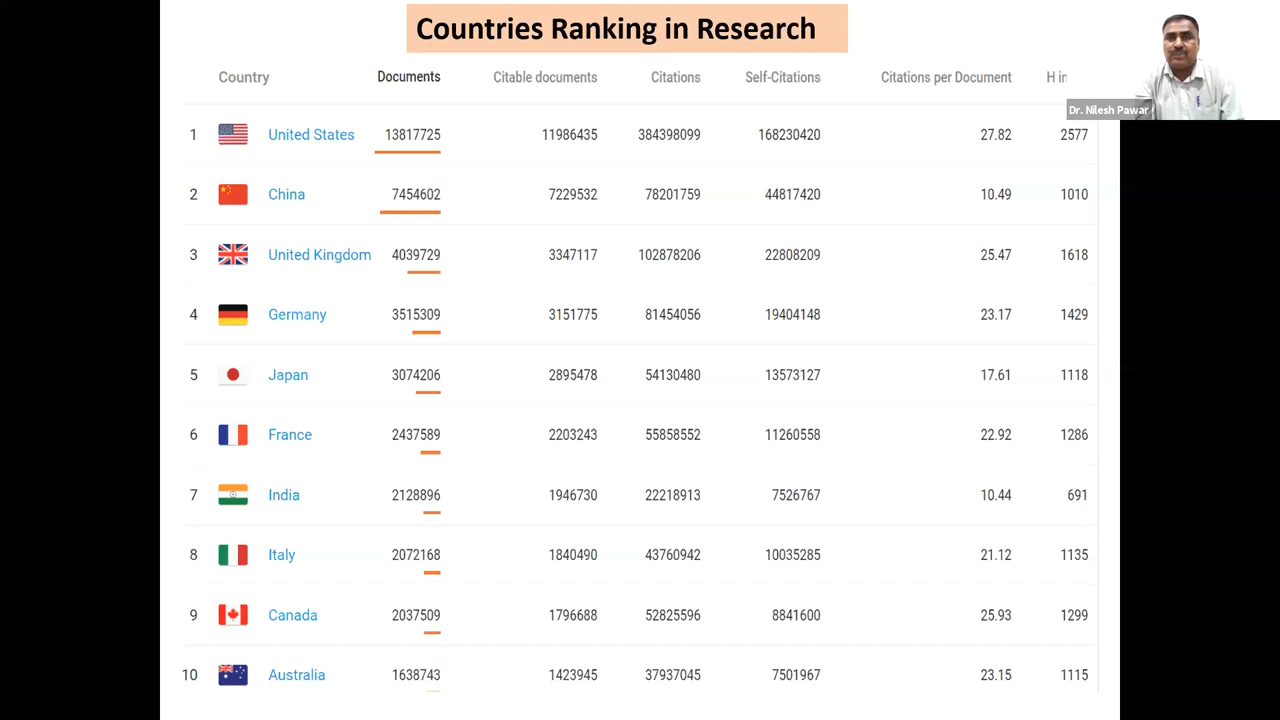 Countries Ranking in Research
Country Documents Citable documents Citations Self-Citations Citations per Document H in
Dr. Nilesh Pawar
1 United States 13817725 11986435 384398099 168230420 27.82 2577
2 China 7454602 7229532 78201759 44817420 10.49 1010
3 United Kingdom 4039729 3347117 102878206 22808209 25.47 1618
4 Germany 3515309 3151775 81454056 19404148 23.17 1429
5 Japan 3074206 2895478 54130480 13573127 17.61 1118
6 France 2437589 2203243 55858552 11260558 22.92 1286
7 India 2128896 1946730 22218913 7526767 10.44 691
8 Italy 2072168 1840490 43760942 10035285 21.12 1135
9 Canada 2037509 1796688 52825596 8841600 25.93 1299
10 Australia 1638743 1423945 37937045 7501967 23.15 1115